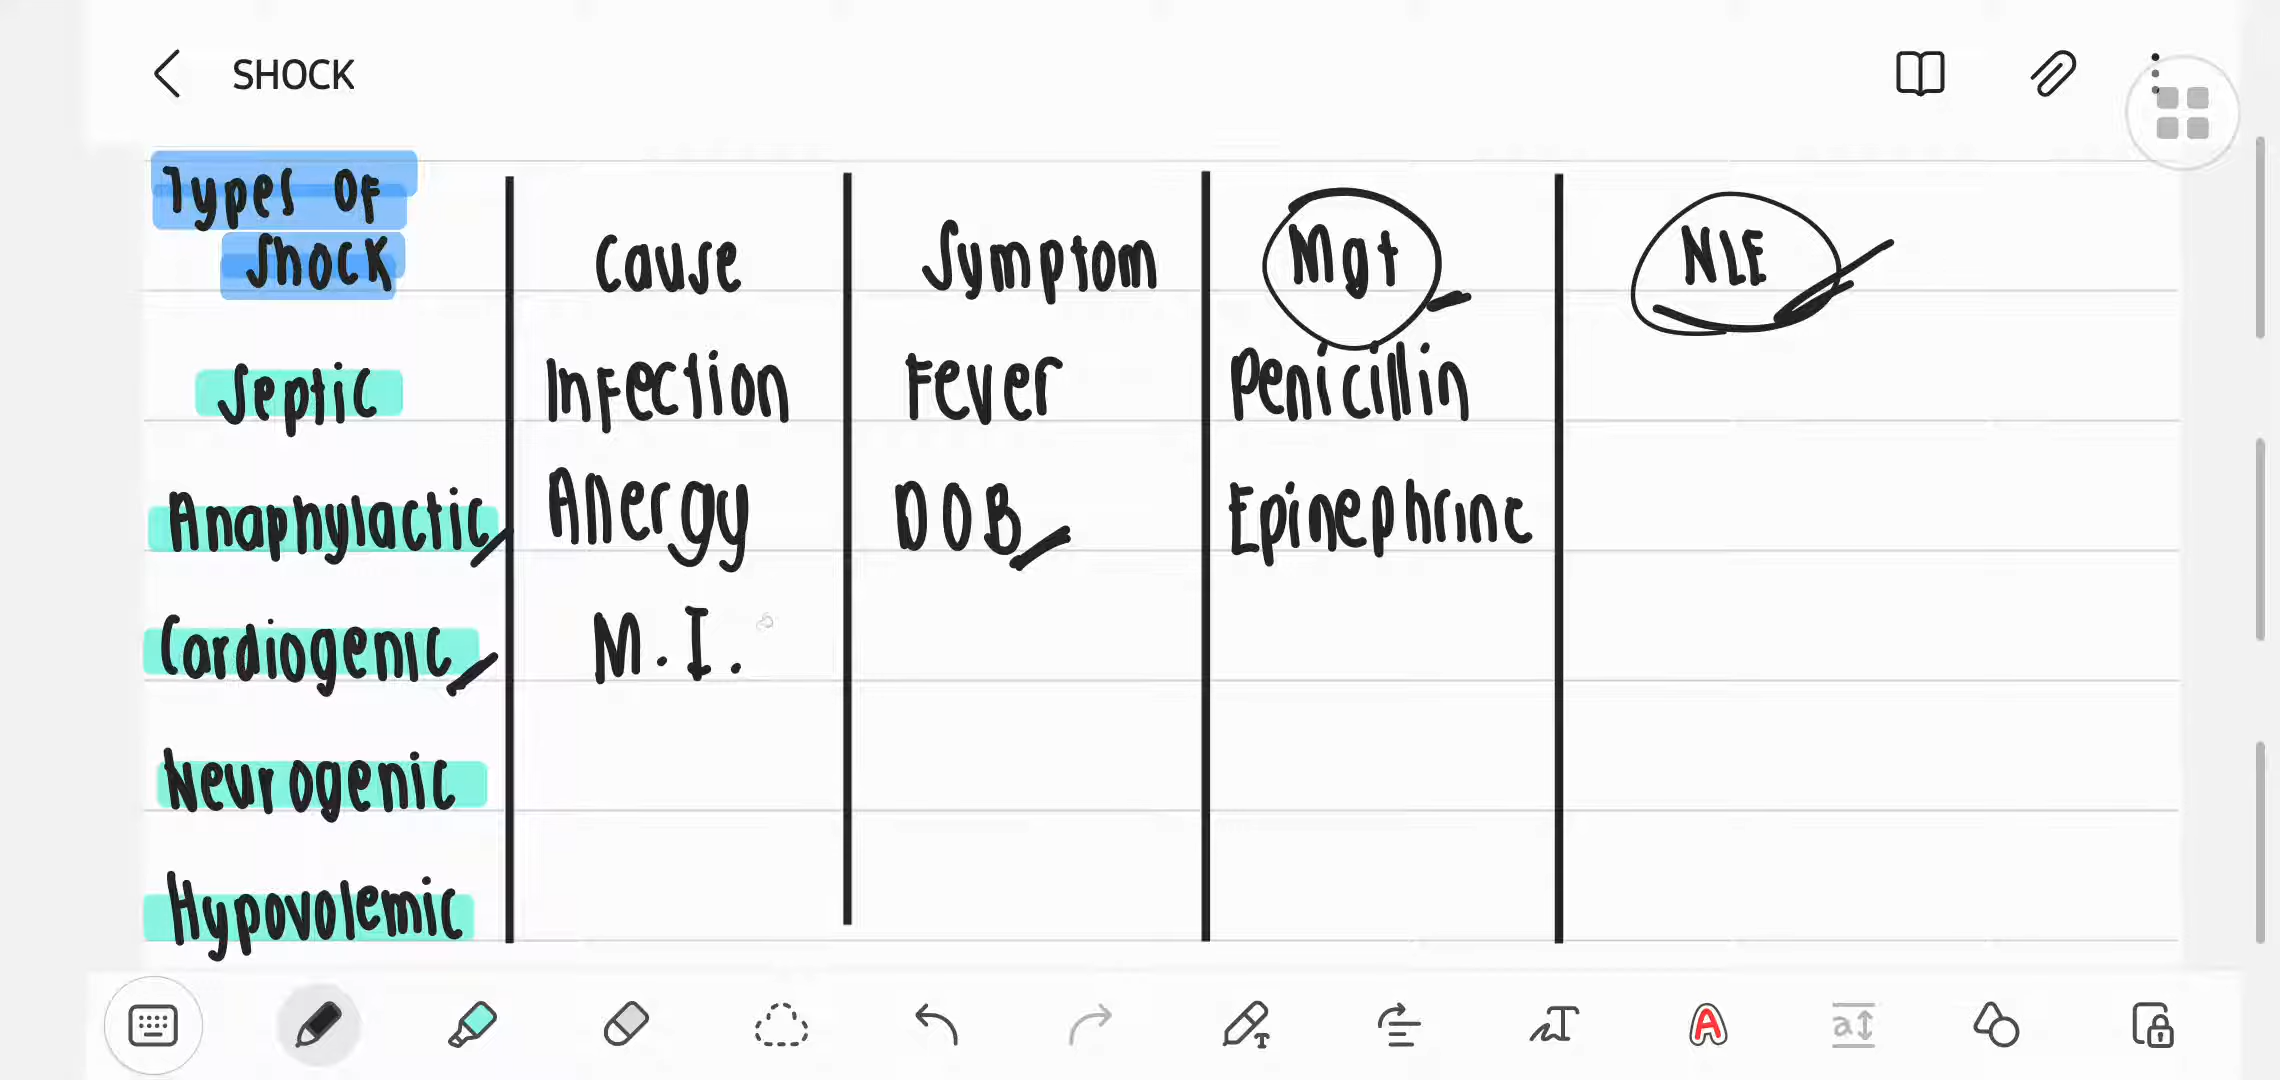 SHOCK
Types of Shock Cause Symptom Mgt NLE
Septic Infection Fever Penicillin
Anaphylactic Allergy DOB Epinephrine
Cardiogenic M.I.
Neurogenic
Hypovolemic